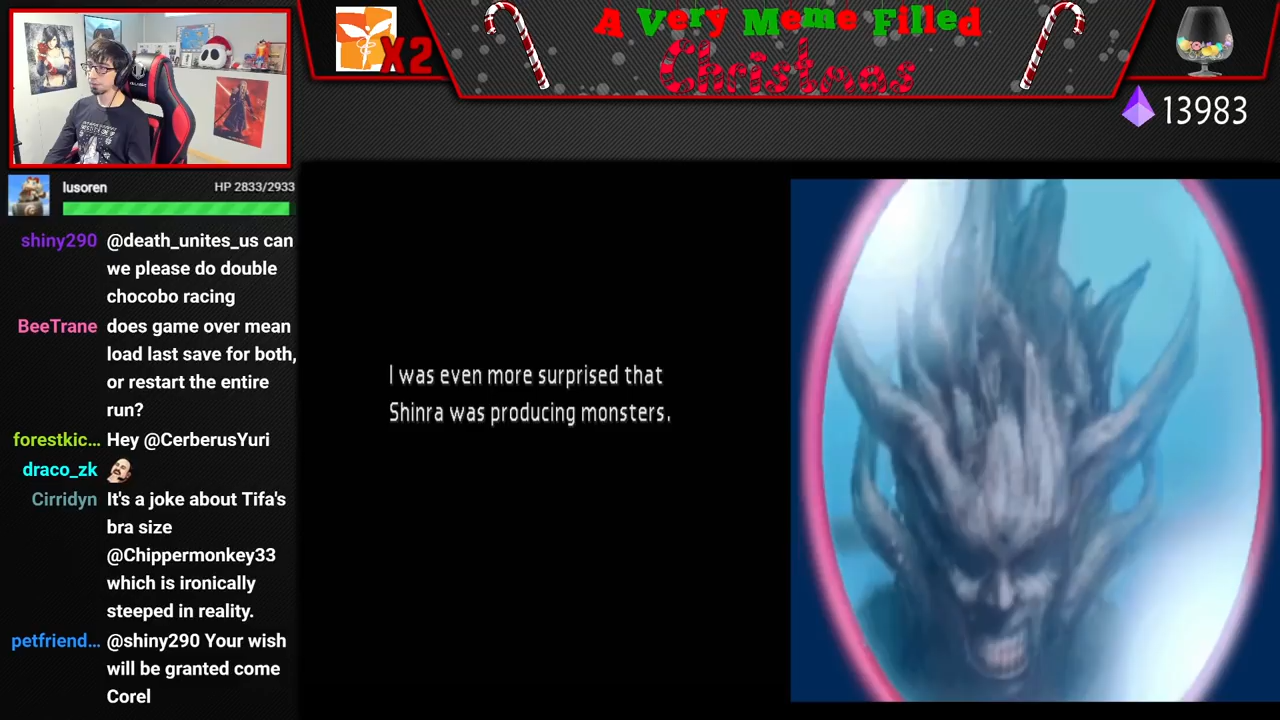 A Very Meme Filled
Christmas
X2
13983
lusoren
HP 2833/2933
shiny290 @death_unites_us can
we please do double
chocobo racing
BeeTrane does game over mean
load last save for both,
or restart the entire
run?
forestkic... Hey @CerberusYuri
draco_zk
Cirridyn It's a joke about Tifa's
bra size
@Chippermonkey33
which is ironically
steeped in reality.
petfriend... @shiny290 Your wish
will be granted come
Corel
I was even more surprised that
Shinra was producing monsters.